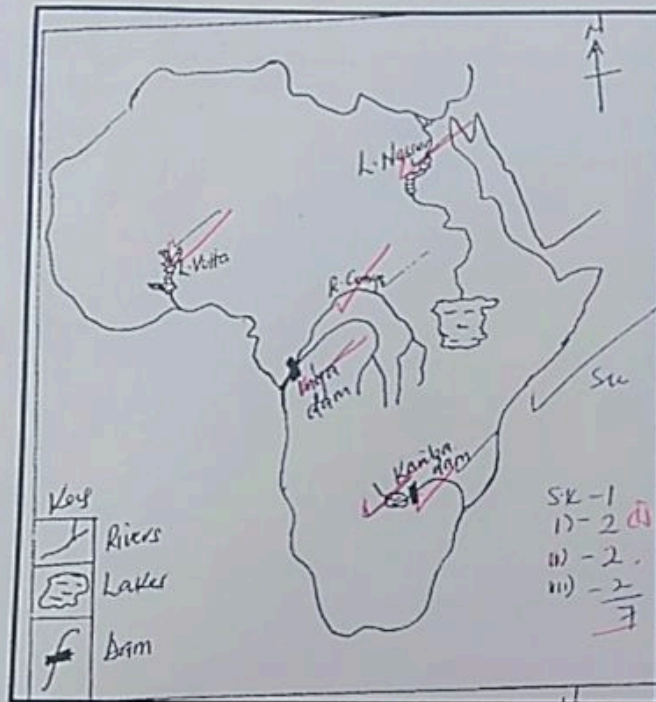 N
L. Nasser
L. Volta
R. Congo
Inga
dam
L Kariba
dam
Key
Rivers
Lakes
Dam
SK - 1
i) - 2
ii) - 2
iii) - 2
7